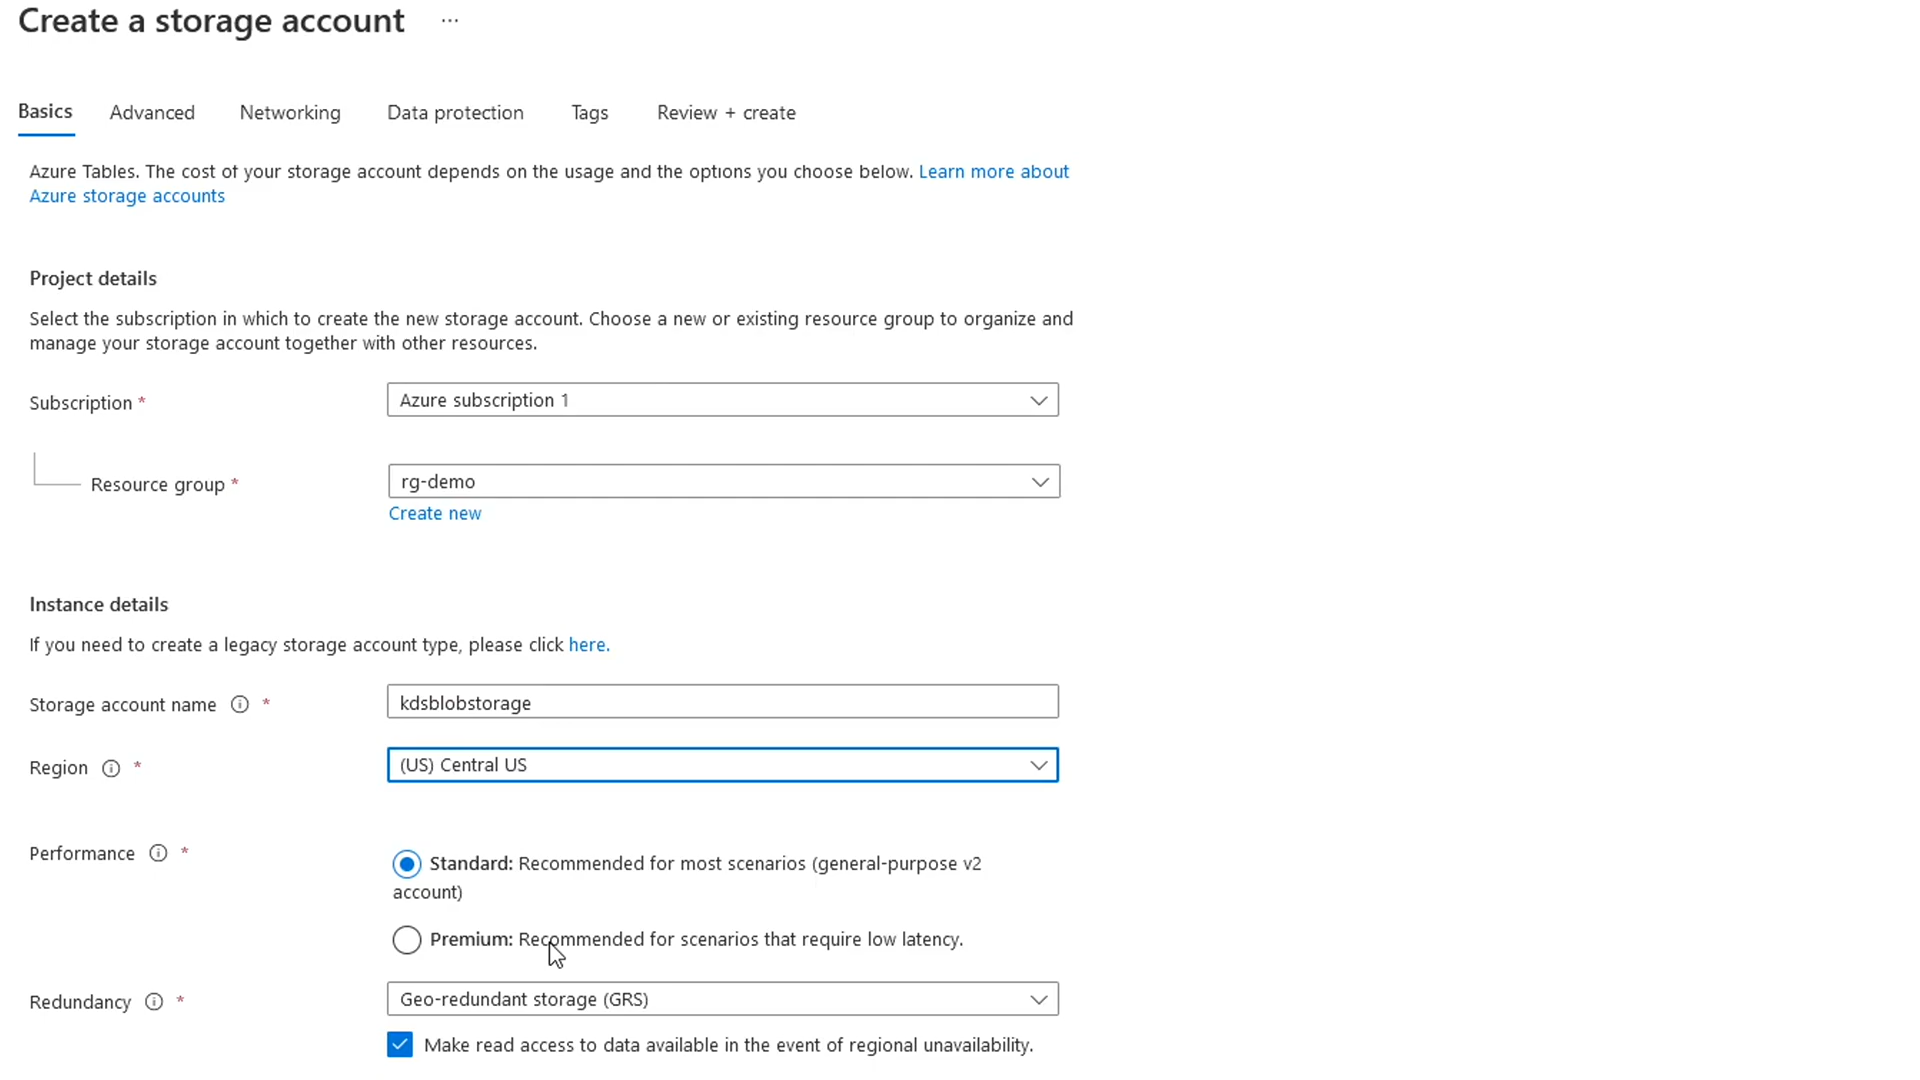 Create a storage account ...
Basics Advanced Networking Data protection Tags Review + create
Azure Tables. The cost of your storage account depends on the usage and the options you choose below. Learn more about
Azure storage accounts
Project details
Select the subscription in which to create the new storage account. Choose a new or existing resource group to organize and
manage your storage account together with other resources.
Subscription *
Azure subscription 1
Resource group *
rg-demo
Create new
Instance details
If you need to create a legacy storage account type, please click here.
Storage account name *
kdsblobstorage
Region *
(US) Central US
Performance *
Standard: Recommended for most scenarios (general-purpose v2
account)
Premium: Recommended for scenarios that require low latency.
Redundancy *
Geo-redundant storage (GRS)
Make read access to data available in the event of regional unavailability.